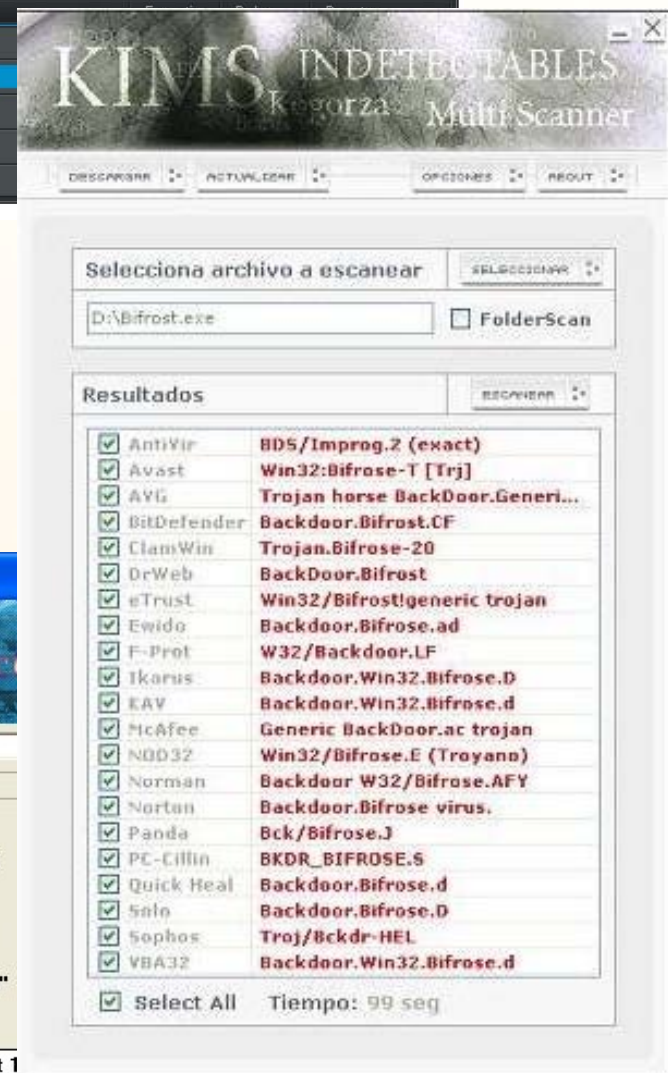 KIMS INDETECTABLES
Kogorza Multi Scanner
DESCARGAR ACTUALIZAR OPCIONES ABOUT
Selecciona archivo a escanear SELECCIONAR
D:\Bifrost.exe FolderScan
Resultados ESCANEAR
AntiVir BDS/Improg.2 (exact)
Avast Win32:Bifrose-T [Trj]
AVG Trojan horse BackDoor.Generi...
BitDefender Backdoor.Bifrost.CF
ClamWin Trojan.Bifrose-20
DrWeb BackDoor.Bifrost
eTrust Win32/Bifrost!generic trojan
Ewido Backdoor.Bifrose.ad
F-Prot W32/Backdoor.LF
Ikarus Backdoor.Win32.Bifrose.D
KAV Backdoor.Win32.Bifrose.d
McAfee Generic BackDoor.ac trojan
NOD32 Win32/Bifrose.E (Troyano)
Norman Backdoor W32/Bifrose.AFY
Norton Backdoor.Bifrose virus.
Panda Bck/Bifrose.J
PC-Cillin BKDR_BIFROSE.S
Quick Heal Backdoor.Bifrose.d
Solo Backdoor.Bifrose.D
Sophos Troj/Bckdr-HEL
VBA32 Backdoor.Win32.Bifrose.d
Select All Tiempo: 99 seg